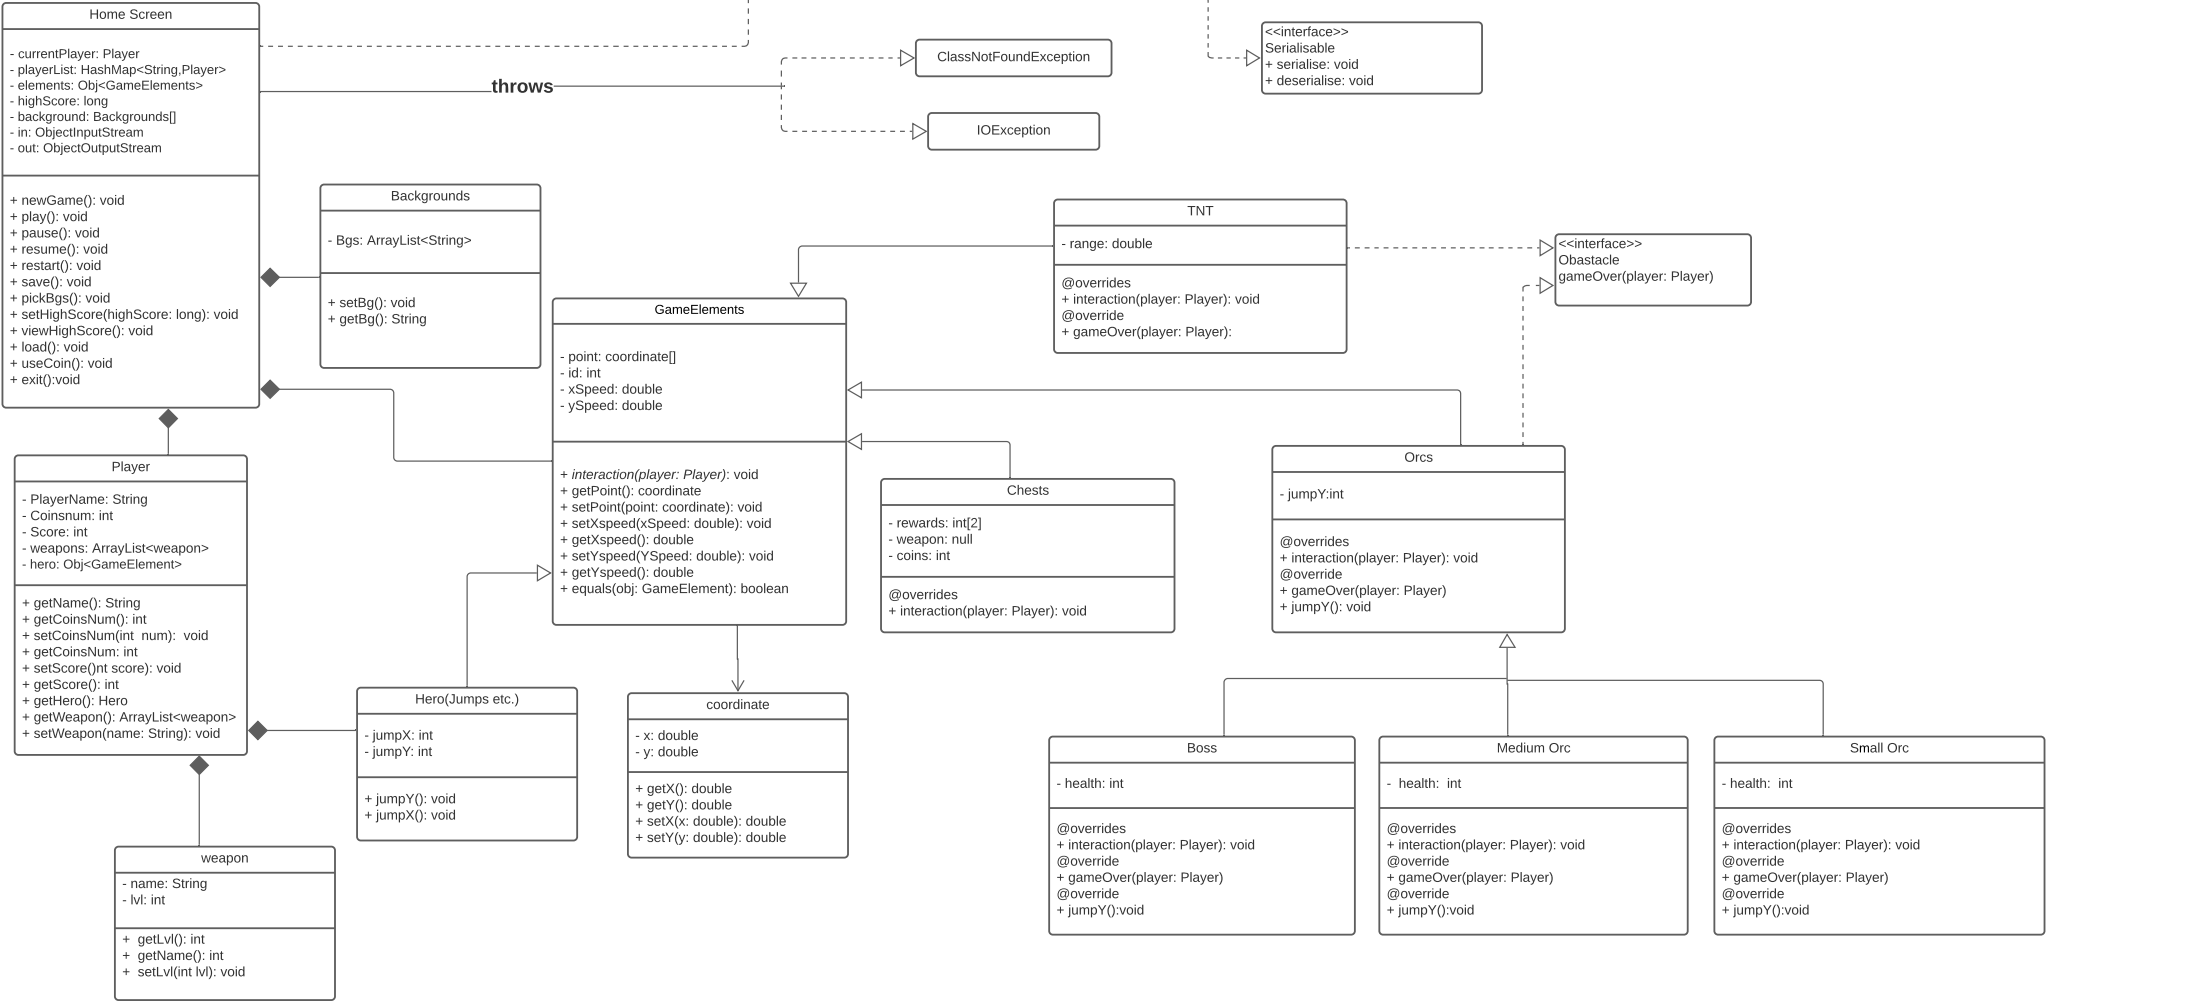 Home Screen
- currentPlayer: Player
- playerList: HashMap<String,Player>
- elements: Obj<GameElements>
- highScore: long
- background: Backgrounds[]
- in: ObjectInputStream
- out: ObjectOutputStream
+ newGame(): void
+ play(): void
+ pause(): void
+ resume(): void
+ restart(): void
+ save(): void
+ pickBgs(): void
+ setHighScore(highScore: long): void
+ viewHighScore(): void
+ load(): void
+ useCoin(): void
+ exit():void
throws
ClassNotFoundException
IOException
<<interface>>
Serialisable
+ serialise: void
+ deserialise: void
Backgrounds
- Bgs: ArrayList<String>
+ setBg(): void
+ getBg(): String
TNT
- range: double
@overrides
+ interaction(player: Player): void
@override
+ gameOver(player: Player):
<<interface>>
Obastacle
gameOver(player: Player)
GameElements
- point: coordinate[]
- id: int
- xSpeed: double
- ySpeed: double
+ interaction(player: Player): void
+ getPoint(): coordinate
+ setPoint(point: coordinate): void
+ setXspeed(xSpeed: double): void
+ getXspeed(): double
+ setYspeed(YSpeed: double): void
+ getYspeed(): double
+ equals(obj: GameElement): boolean
Player
- PlayerName: String
- Coinsnum: int
- Score: int
- weapons: ArrayList<weapon>
- hero: Obj<GameElement>
+ getName(): String
+ getCoinsNum(): int
+ setCoinsNum(int  num):  void
+ getCoinsNum: int
+ setScore()nt score): void
+ getScore(): int
+ getHero(): Hero
+ getWeapon(): ArrayList<weapon>
+ setWeapon(name: String): void
Chests
- rewards: int[2]
- weapon: null
- coins: int
@overrides
+ interaction(player: Player): void
Orcs
- jumpY:int
@overrides
+ interaction(player: Player): void
@override
+ gameOver(player: Player)
+ jumpY(): void
Hero(Jumps etc.)
- jumpX: int
- jumpY: int
+ jumpY(): void
+ jumpX(): void
coordinate
- x: double
- y: double
+ getX(): double
+ getY(): double
+ setX(x: double): double
+ setY(y: double): double
Boss
- health: int
@overrides
+ interaction(player: Player): void
@override
+ gameOver(player: Player)
@override
+ jumpY():void
Medium Orc
-  health:  int
@overrides
+ interaction(player: Player): void
@override
+ gameOver(player: Player)
@override
+ jumpY():void
Small Orc
- health:  int
@overrides
+ interaction(player: Player): void
@override
+ gameOver(player: Player)
@override
+ jumpY():void
weapon
- name: String
- lvl: int
+  getLvl(): int
+  getName(): int
+  setLvl(int lvl): void